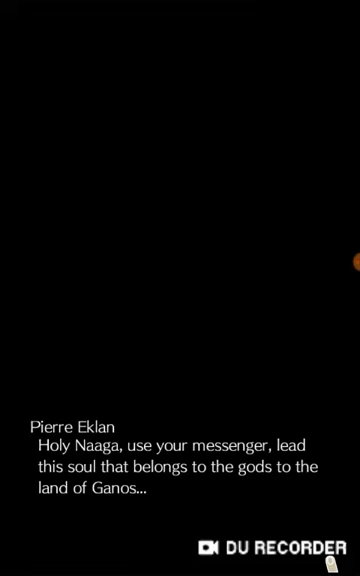 Pierre Eklan
Holy Naaga, use your messenger, lead
this soul that belongs to the gods to the
land of Ganos...
DU RECORDER